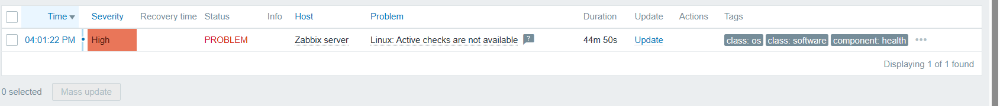 Time Severity Recovery time Status Info Host Problem Duration Update Actions Tags
04:01:22 PM High PROBLEM Zabbix server Linux: Active checks are not available ? 44m 50s Update class: os class: software component: health •••
Displaying 1 of 1 found
0 selected Mass update